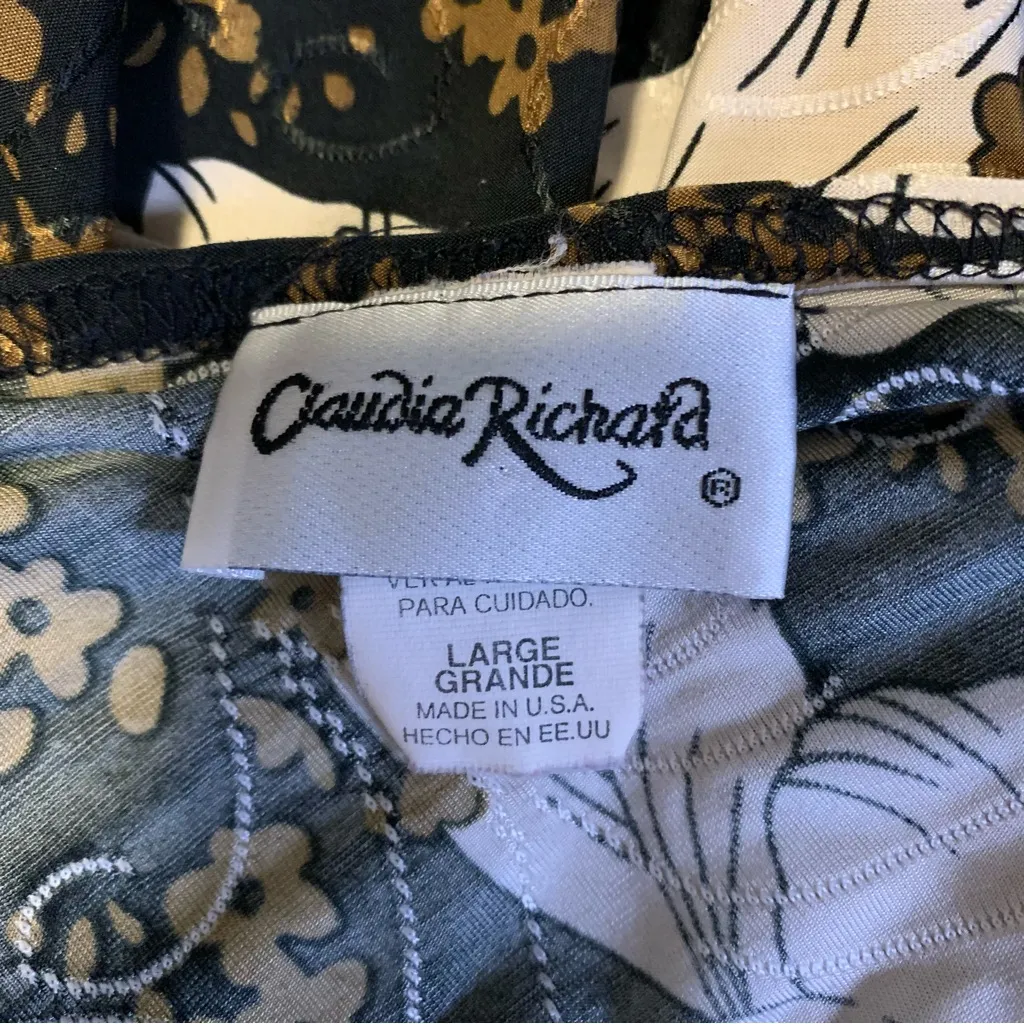 Claudia Richard
®
PARA CUIDADO.
LARGE
GRANDE
MADE IN U.S.A.
HECHO EN EE.UU